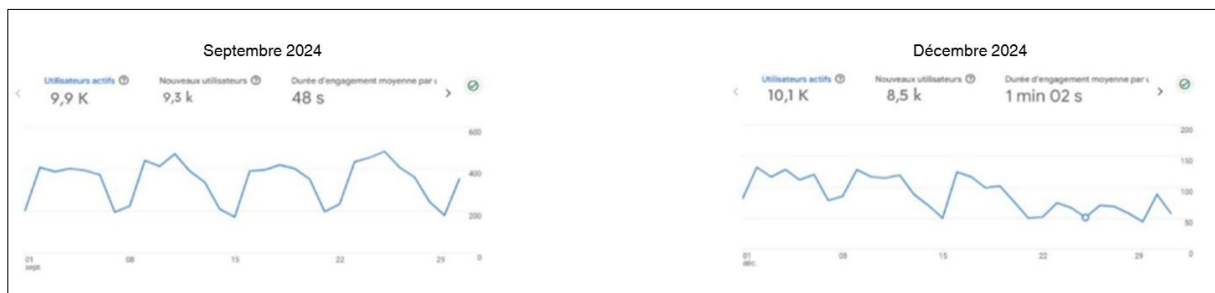 Septembre 2024
Utilisateurs actifs ?
Nouveaux utilisateurs ?
Durée d'engagement moyenne par u
9,9 K
9,3 k
48 s
600
400
200
0
01
sept.
08
15
22
29
Décembre 2024
Utilisateurs actifs ?
Nouveaux utilisateurs ?
Durée d'engagement moyenne par u
10,1 K
8,5 k
1 min 02 s
200
150
100
50
0
01
déc.
08
15
22
29